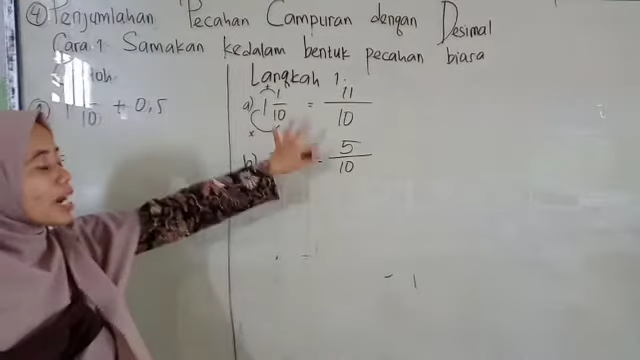 ④ Penjumlahan Pecahan Campuran dengan Desimal
Cara 1 Samakan kedalam bentuk pecahan biasa
1 1/10 + 0,5
Langkah 1:
a) 1 1/10 = 11/10
b) 5/10